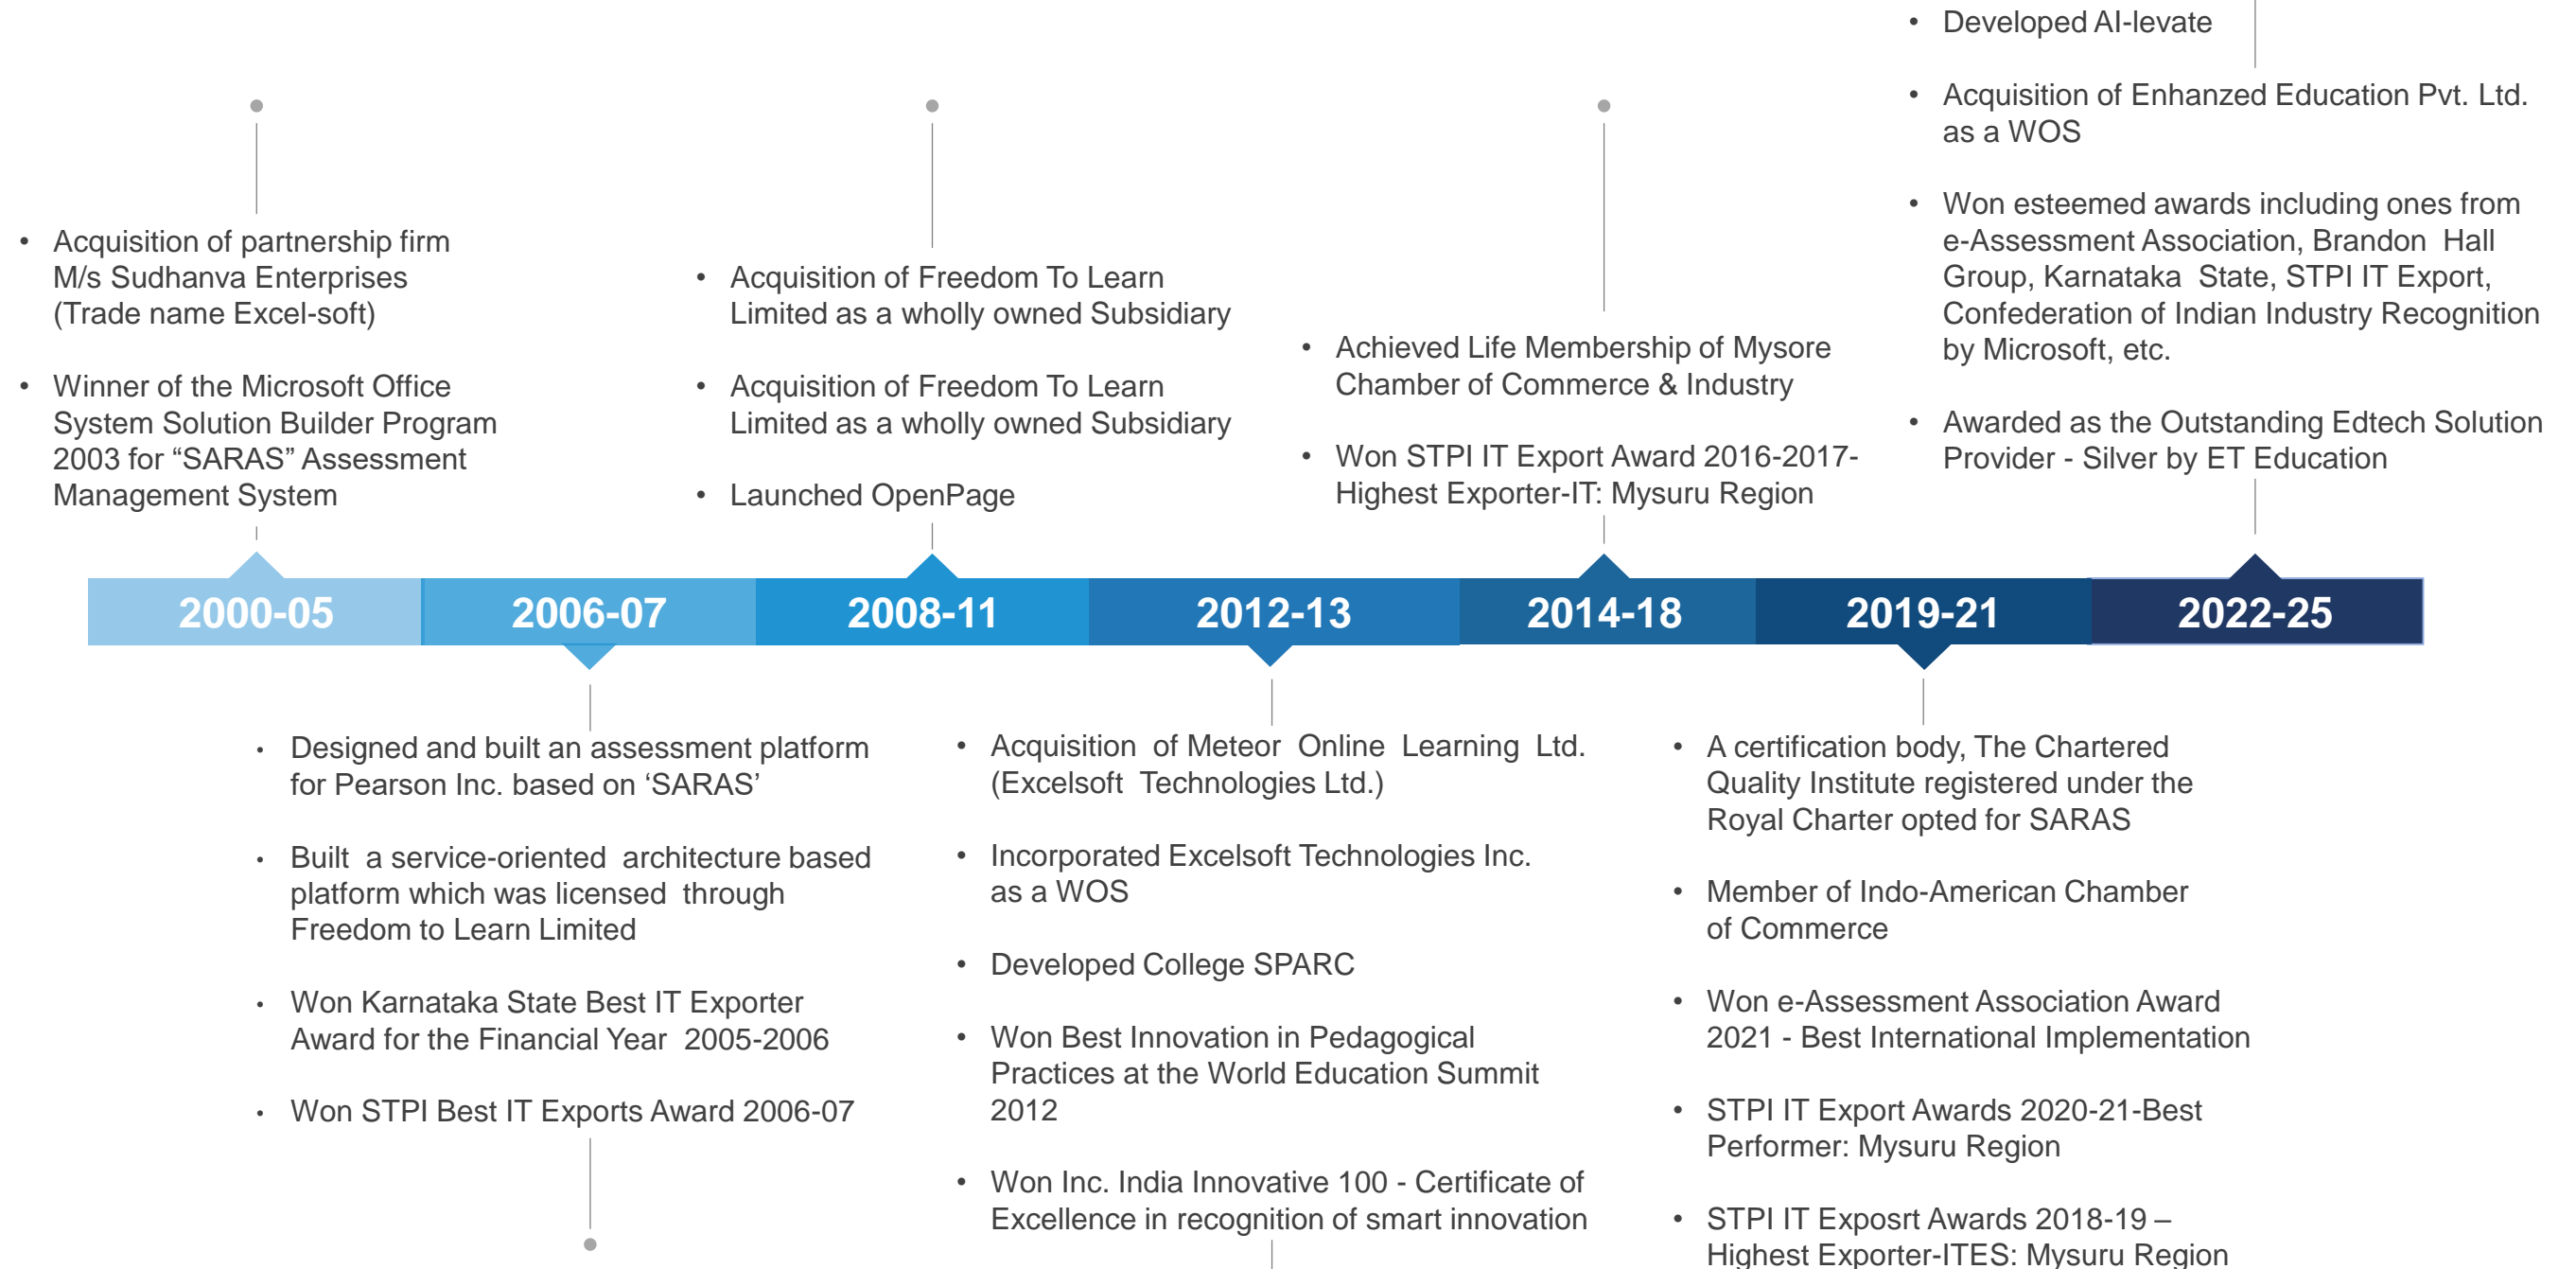 • Acquisition of partnership firm
M/s Sudhanva Enterprises
(Trade name Excel-soft)
• Winner of the Microsoft Office
System Solution Builder Program
2003 for “SARAS” Assessment
Management System
• Acquisition of Freedom To Learn
Limited as a wholly owned Subsidiary
• Acquisition of Freedom To Learn
Limited as a wholly owned Subsidiary
• Launched OpenPage
• Achieved Life Membership of Mysore
Chamber of Commerce & Industry
• Won STPI IT Export Award 2016-2017-
Highest Exporter-IT: Mysuru Region
• Developed AI-levate
• Acquisition of Enhanzed Education Pvt. Ltd.
as a WOS
• Won esteemed awards including ones from
e-Assessment Association, Brandon Hall
Group, Karnataka State, STPI IT Export,
Confederation of Indian Industry Recognition
by Microsoft, etc.
• Awarded as the Outstanding Edtech Solution
Provider - Silver by ET Education
2000-05
2006-07
2008-11
2012-13
2014-18
2019-21
2022-25
• Designed and built an assessment platform
for Pearson Inc. based on ‘SARAS’
• Built a service-oriented architecture based
platform which was licensed through
Freedom to Learn Limited
• Won Karnataka State Best IT Exporter
Award for the Financial Year 2005-2006
• Won STPI Best IT Exports Award 2006-07
• Acquisition of Meteor Online Learning Ltd.
(Excelsoft Technologies Ltd.)
• Incorporated Excelsoft Technologies Inc.
as a WOS
• Developed College SPARC
• Won Best Innovation in Pedagogical
Practices at the World Education Summit
2012
• Won Inc. India Innovative 100 - Certificate of
Excellence in recognition of smart innovation
• A certification body, The Chartered
Quality Institute registered under the
Royal Charter opted for SARAS
• Member of Indo-American Chamber
of Commerce
• Won e-Assessment Association Award
2021 - Best International Implementation
• STPI IT Export Awards 2020-21-Best
Performer: Mysuru Region
• STPI IT Exposrt Awards 2018-19 –
Highest Exporter-ITES: Mysuru Region